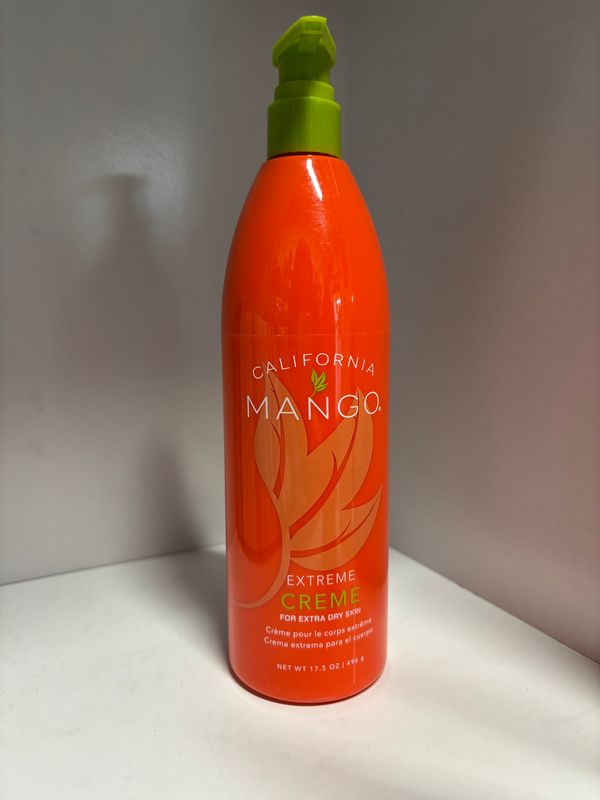 CALIFORNIA
MANGO®
EXTREME
CREME
FOR EXTRA DRY SKIN
Crème pour le corps extrême
Crema extrema para el cuerpo
NET WT 17.5 OZ | 496 g